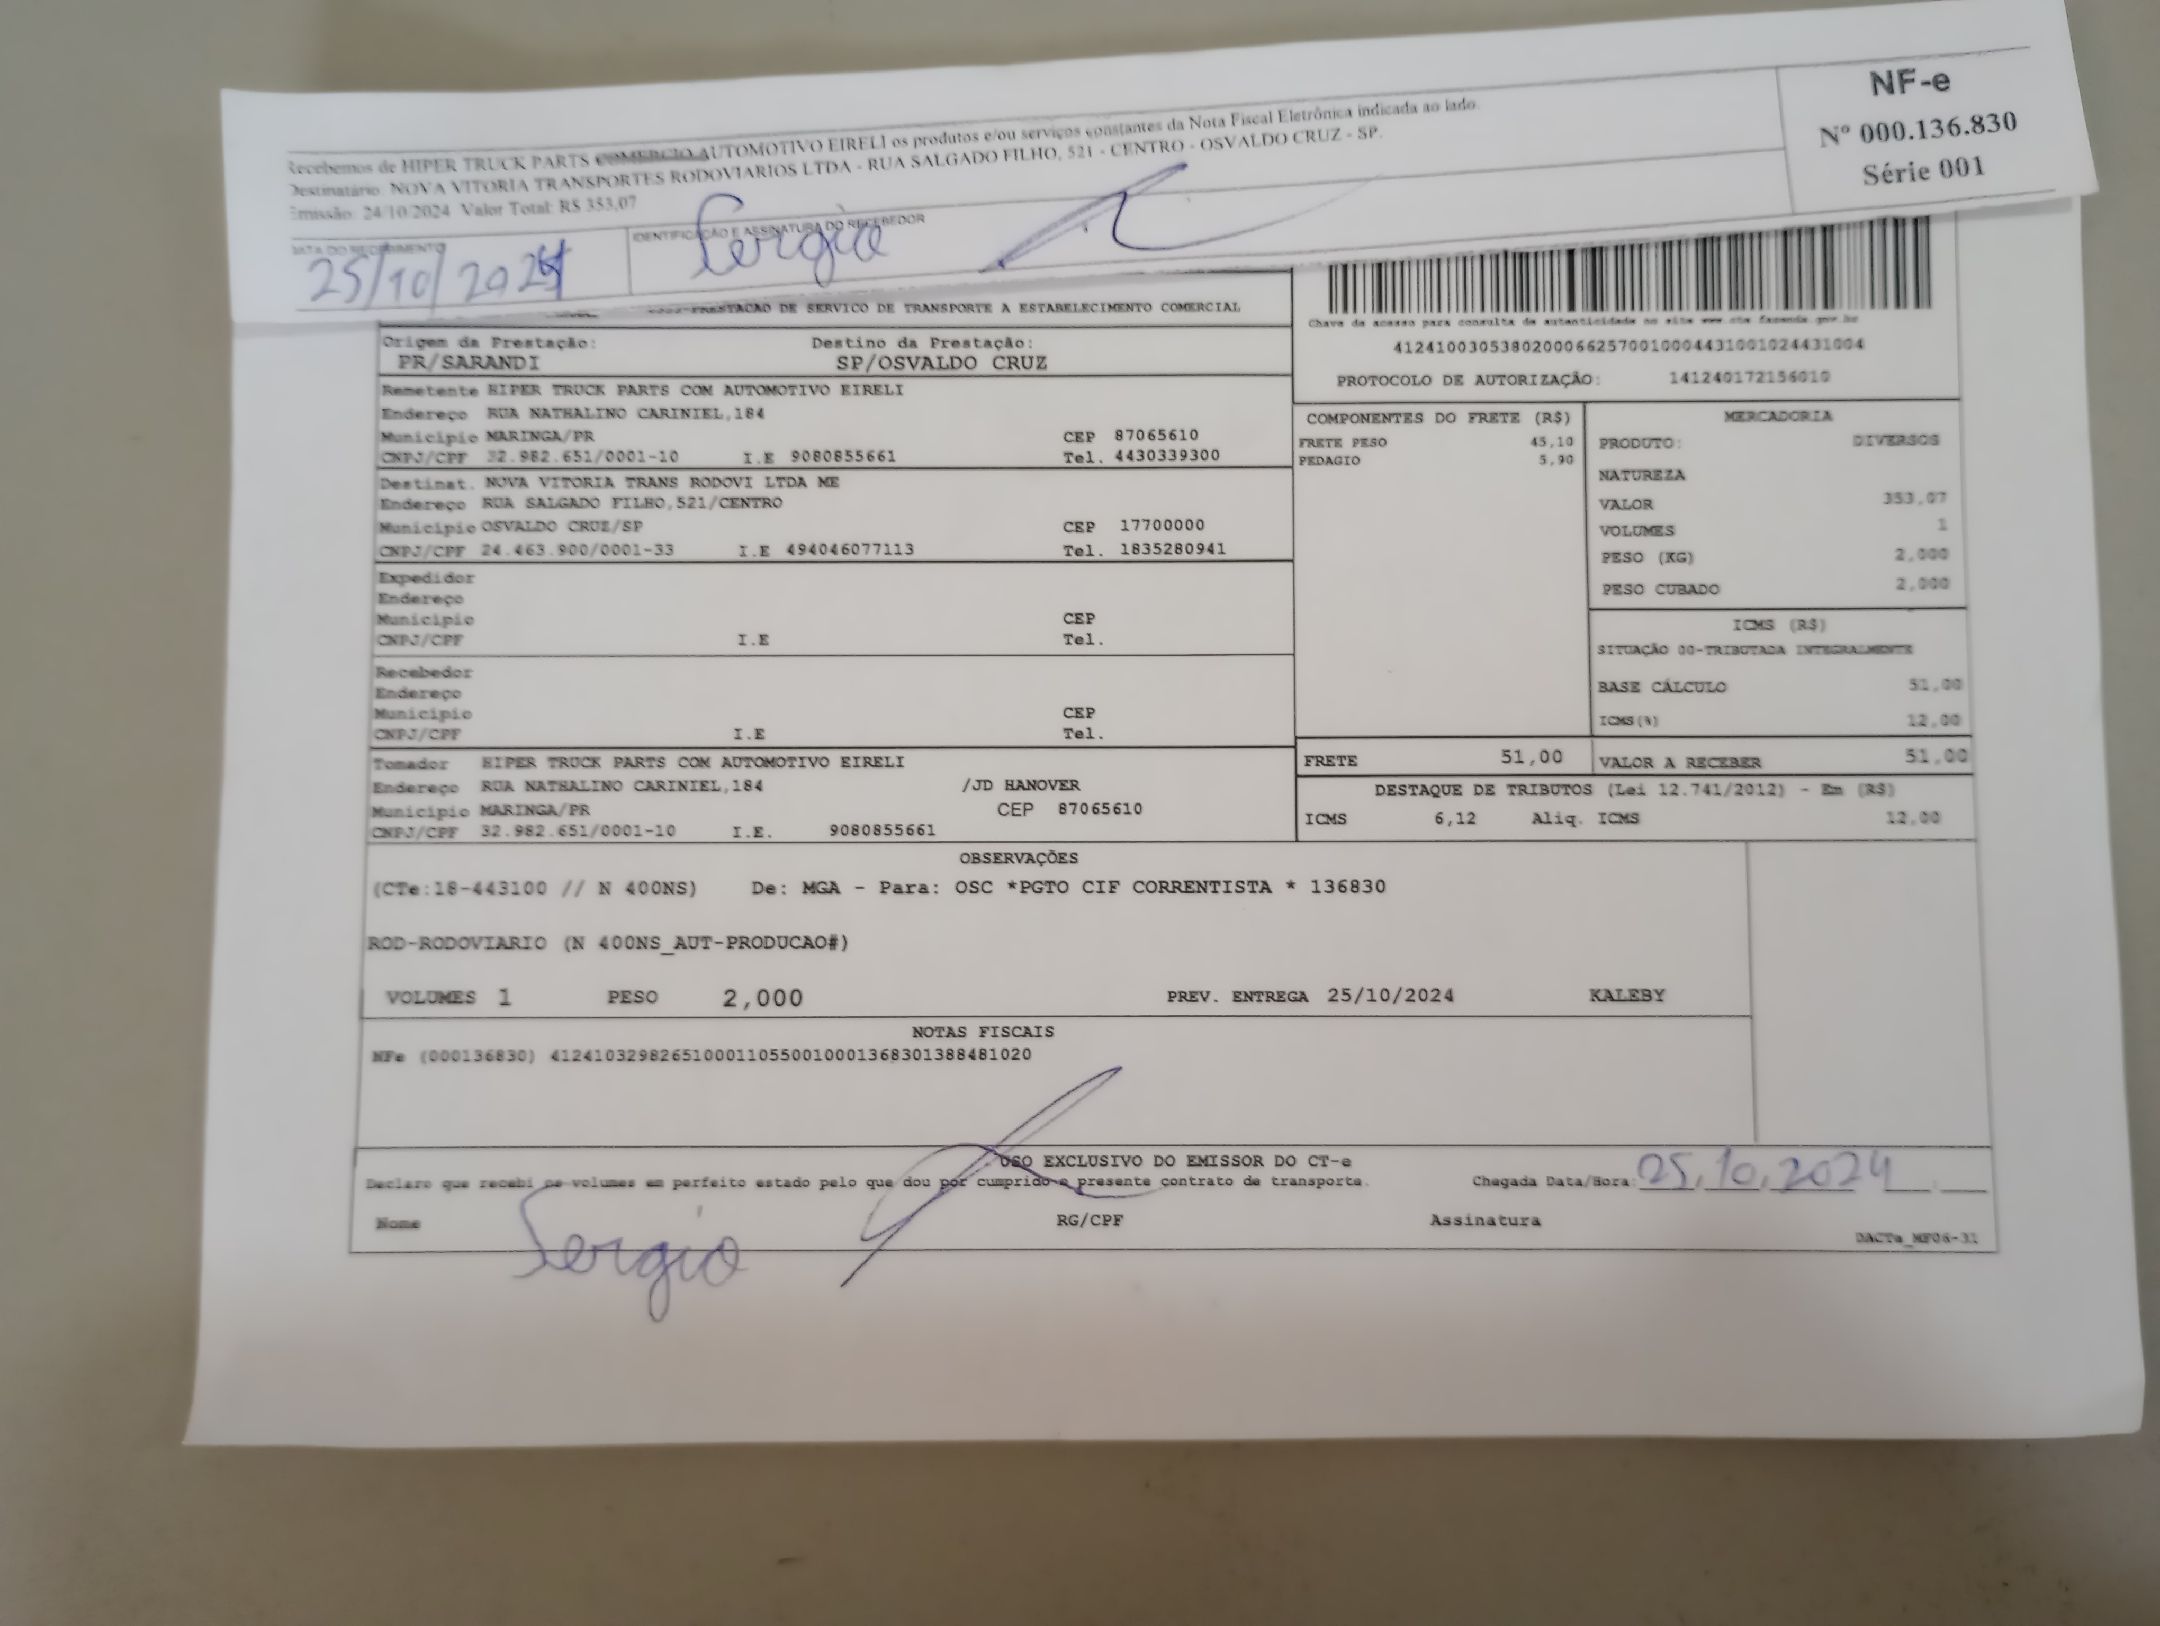 Recebemos de HIPER TRUCK PARTS COMERCIO AUTOMOTIVO EIRELI os produtos e/ou serviços constantes da Nota Fiscal Eletrônica indicada ao lado.
Destinatário: NOVA VITORIA TRANSPORTES RODOVIARIOS LTDA - RUA SALGADO FILHO, 521 - CENTRO - OSVALDO CRUZ - SP.
Emissão: 24/10/2024 Valor Total: R$ 353,07
NF-e
Nº 000.136.830
Série 001
DATA DO RECEBIMENTO
25/10/2024
IDENTIFICAÇÃO E ASSINATURA DO RECEBEDOR
Sergio
PRESTACAO DE SERVICO DE TRANSPORTE A ESTABELECIMENTO COMERCIAL
Chave de acesso para consulta de autenticidade no site www.cte.fazenda.gov.br
41241003053802000662570010004431001024431004
PROTOCOLO DE AUTORIZAÇÃO: 141240172156010
Origem da Prestação: Destino da Prestação:
PR/SARANDI SP/OSVALDO CRUZ
Remetente HIPER TRUCK PARTS COM AUTOMOTIVO EIRELI
Endereço RUA NATHALINO CARINIEL,184
Município MARINGA/PR CEP 87065610
CNPJ/CPF 32.982.651/0001-10 I.E 9080855661 Tel. 4430339300
Destinat. NOVA VITORIA TRANS RODOVI LTDA ME
Endereço RUA SALGADO FILHO,521/CENTRO
Município OSVALDO CRUZ/SP CEP 17700000
CNPJ/CPF 24.463.900/0001-33 I.E 494046077113 Tel. 1835280941
Expedidor
Endereço
Município CEP
CNPJ/CPF I.E Tel.
Recebedor
Endereço
Município CEP
CNPJ/CPF I.E Tel.
Tomador HIPER TRUCK PARTS COM AUTOMOTIVO EIRELI
Endereço RUA NATHALINO CARINIEL,184 /JD HANOVER
Município MARINGA/PR CEP 87065610
CNPJ/CPF 32.982.651/0001-10 I.E. 9080855661
COMPONENTES DO FRETE (R$)
FRETE PESO 45,10
PEDAGIO 5,90
MERCADORIA
PRODUTO: DIVERSOS
NATUREZA
VALOR 353,07
VOLUMES 1
PESO (KG) 2,000
PESO CUBADO 2,000
ICMS (R$)
SITUAÇÃO 00-TRIBUTADA INTEGRALMENTE
BASE CÁLCULO 51,00
ICMS(%) 12,00
FRETE 51,00 VALOR A RECEBER 51,00
DESTAQUE DE TRIBUTOS (Lei 12.741/2012) - Em (R$)
ICMS 6,12 Aliq. ICMS 12,00
OBSERVAÇÕES
(CTe:18-443100 // N 400NS) De: MGA - Para: OSC *PGTO CIF CORRENTISTA * 136830
ROD-RODOVIARIO (N 400NS_AUT-PRODUCAO#)
VOLUMES 1 PESO 2,000 PREV. ENTREGA 25/10/2024 KALEBY
NOTAS FISCAIS
NFe (000136830) 41241032982651000110550010001368301388481020
USO EXCLUSIVO DO EMISSOR DO CT-e
Declaro que recebi os volumes em perfeito estado pelo que dou por cumprido o presente contrato de transporte. Chegada Data/Hora: 25/10/2024
Nome Sergio RG/CPF Assinatura
DACTe_MF06-31